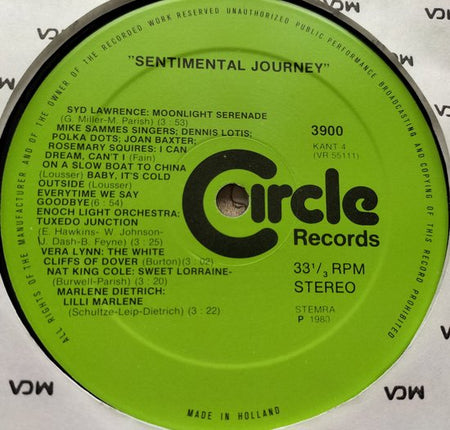 ALL RIGHTS OF THE MANUFACTURER AND OF THE OWNER OF THE RECORDED WORK RESERVED UNAUTHORIZED PUBLIC PERFORMANCE BROADCASTING AND COPYING OF THIS RECORD PROHIBITED
"SENTIMENTAL JOURNEY"
SYD LAWRENCE: MOONLIGHT SERENADE
(G. Miller-M. Parish) (3 : 53)
MIKE SAMMES SINGERS; DENNIS LOTIS;
POLKA DOTS; JOAN BAXTER;
ROSEMARY SQUIRES: I CAN
DREAM, CAN'T I (Fain)
ON A SLOW BOAT TO CHINA
(Lousser) BABY, IT'S COLD
OUTSIDE (Lousser)
EVERYTIME WE SAY
GOODBYE (6 : 54)
ENOCH LIGHT ORCHESTRA:
TUXEDO JUNCTION
(E. Hawkins- W. Johnson-
J. Dash-B. Feyne) (3 : 25)
VERA LYNN: THE WHITE
CLIFFS OF DOVER (Burton)(3 : 02)
NAT KING COLE: SWEET LORRAINE-
(Burwell-Parish) (3 : 20)
MARLENE DIETRICH:
LILLI MARLENE
(Schultze-Leip-Dietrich) (3 : 22)
3900
KANT 4
(VR 55111)
Circle
Records
33 1/3 RPM
STEREO
STEMRA
P 1983
MADE IN HOLLAND
MCA
MCA
MCA
MCA
MCA